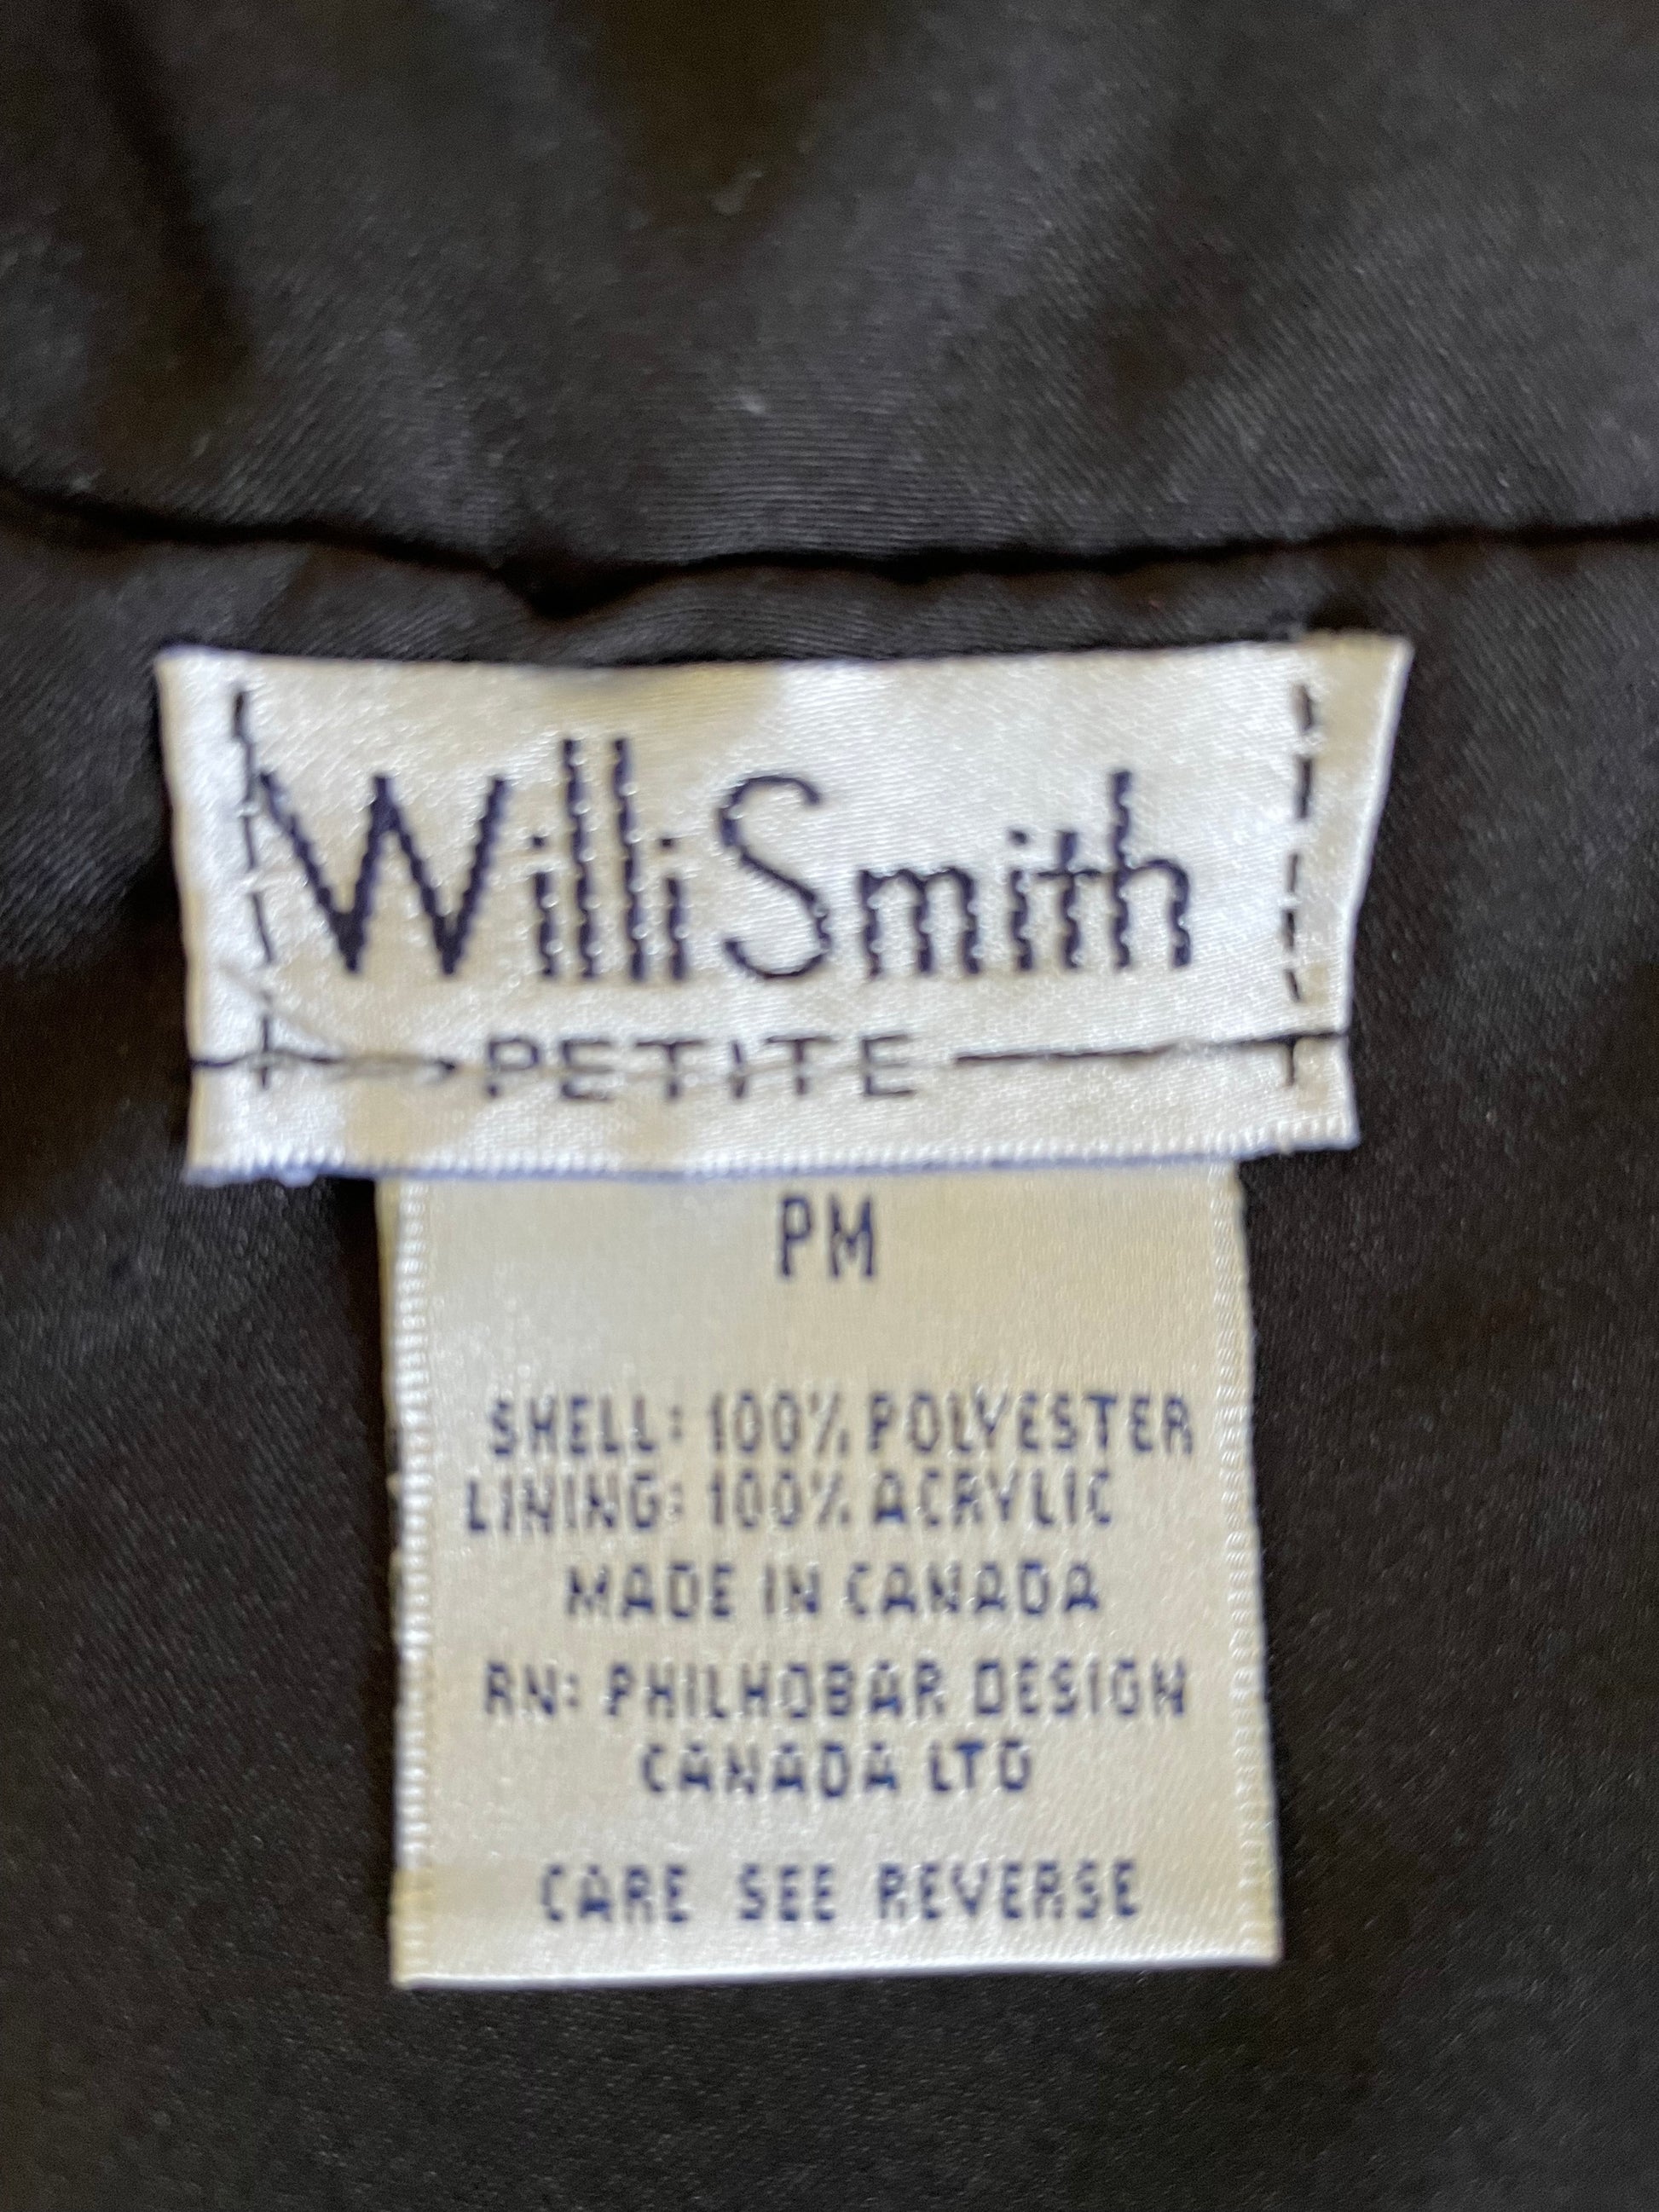 WilliSmith
PETITE
PM
SHELL: 100% POLYESTER
LINING: 100% ACRYLIC
MADE IN CANADA
RN: PHILHOBAR DESIGN
CANADA LTD
CARE SEE REVERSE